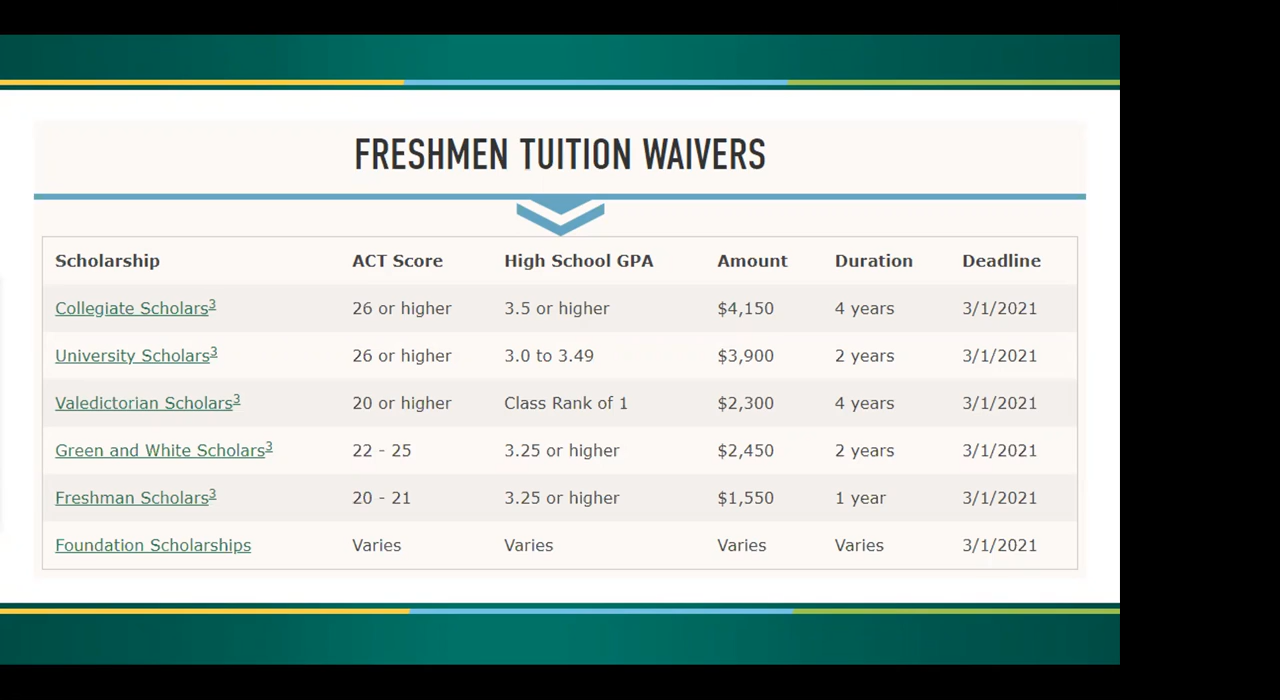 FRESHMEN TUITION WAIVERS
Scholarship ACT Score High School GPA Amount Duration Deadline
Collegiate Scholars3 26 or higher 3.5 or higher $4,150 4 years 3/1/2021
University Scholars3 26 or higher 3.0 to 3.49 $3,900 2 years 3/1/2021
Valedictorian Scholars3 20 or higher Class Rank of 1 $2,300 4 years 3/1/2021
Green and White Scholars3 22 - 25 3.25 or higher $2,450 2 years 3/1/2021
Freshman Scholars3 20 - 21 3.25 or higher $1,550 1 year 3/1/2021
Foundation Scholarships Varies Varies Varies Varies 3/1/2021